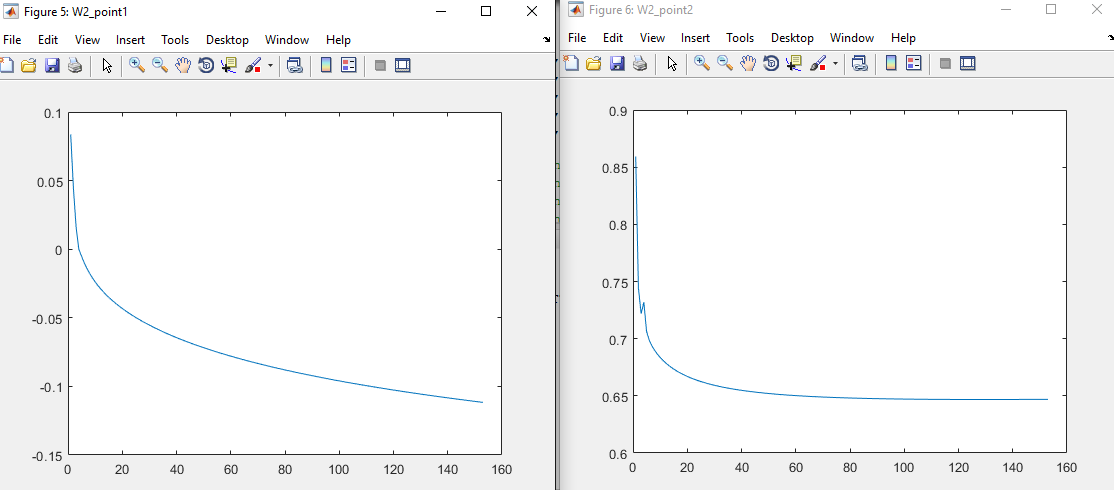 Figure 5: W2_point1
File Edit View Insert Tools Desktop Window Help
0.1
0.05
0
-0.05
-0.1
-0.15
0 20 40 60 80 100 120 140 160
Figure 6: W2_point2
File Edit View Insert Tools Desktop Window Help
0.9
0.85
0.8
0.75
0.7
0.65
0.6
0 20 40 60 80 100 120 140 160